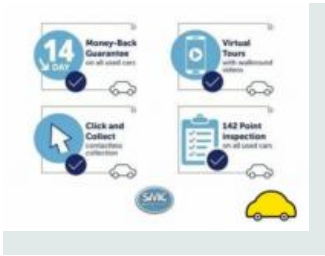 14
DAY
Money-Back
Guarantee
on all used cars
Virtual
Tours
with walkround
videos
Click and
Collect
contactless
collection
142 Point
inspection
on all used cars
SMC